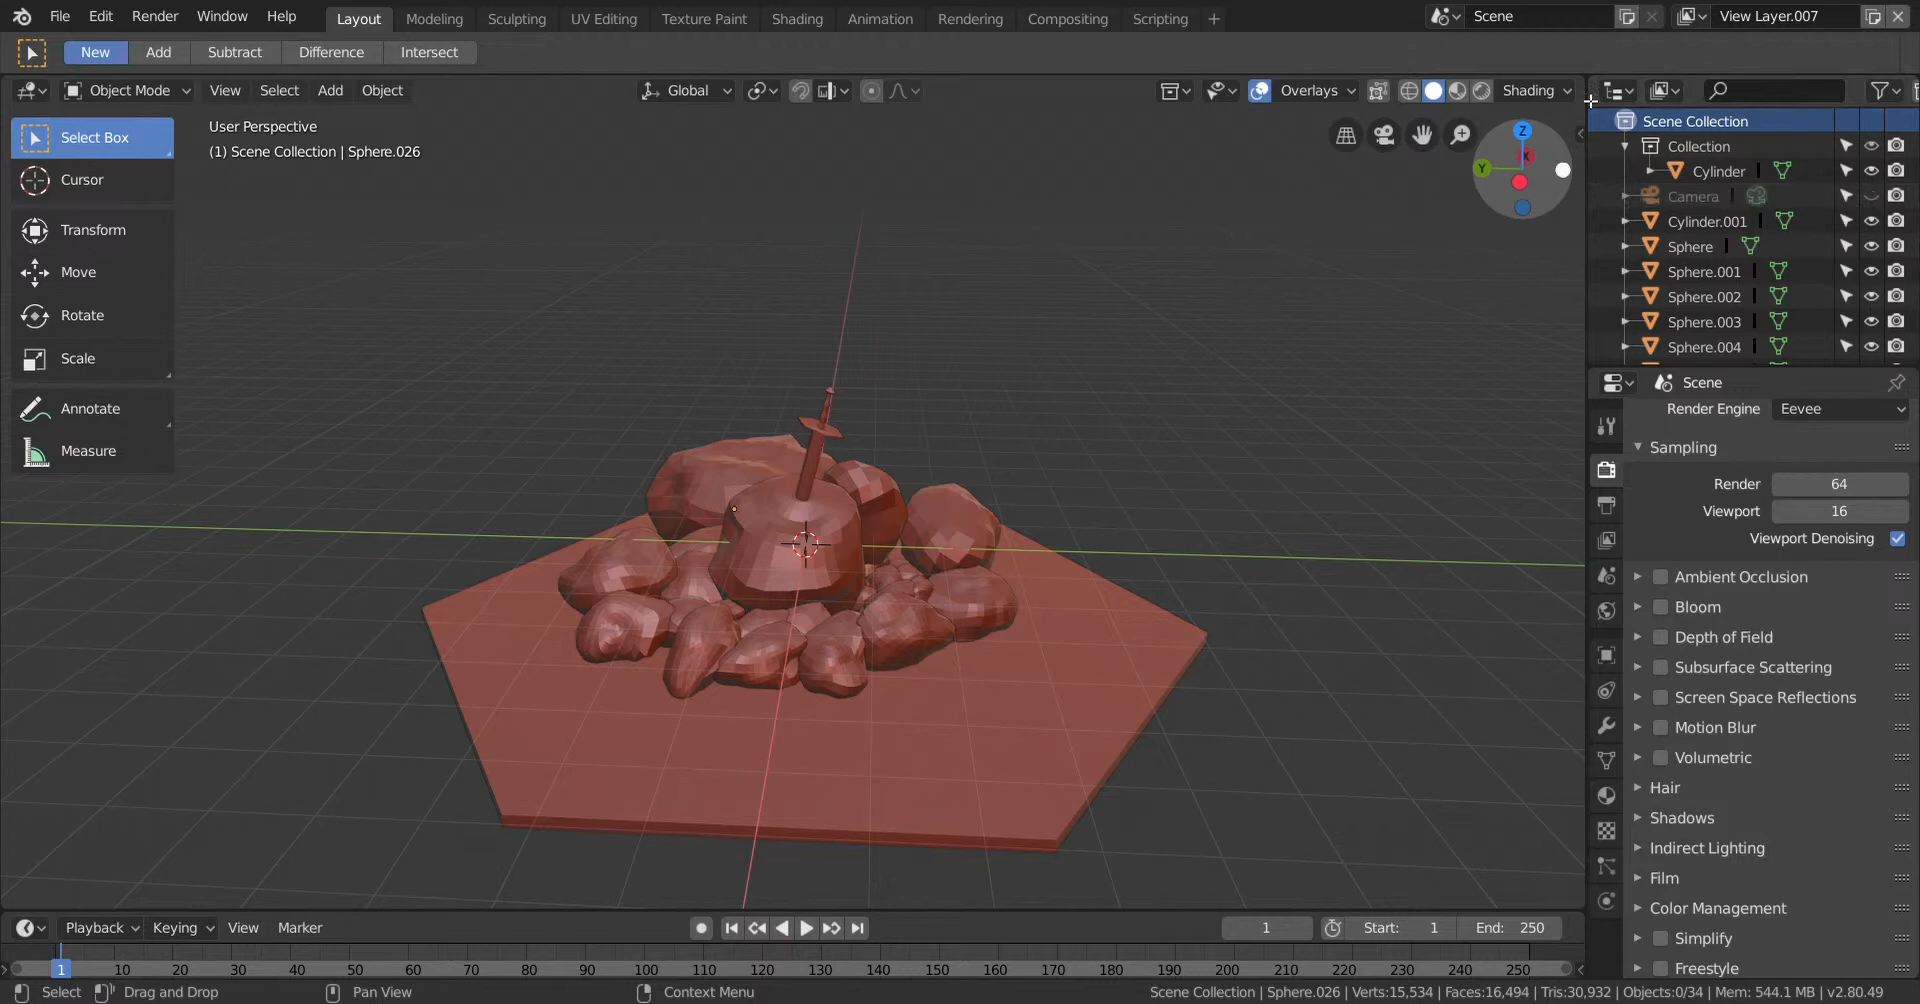 File Edit Render Window Help Layout Modeling Sculpting UV Editing Texture Paint Shading Animation Rendering Compositing Scripting + Scene View Layer.007
New Add Subtract Difference Intersect
Object Mode View Select Add Object Global Overlays Shading
Select Box
Cursor
Transform
Move
Rotate
Scale
Annotate
Measure
User Perspective
(1) Scene Collection | Sphere.026
Z
X
Y
Scene Collection
Collection
Cylinder
Camera
Cylinder.001
Sphere
Sphere.001
Sphere.002
Sphere.003
Sphere.004
Scene
Render Engine Eevee
Sampling
Render 64
Viewport 16
Viewport Denoising
Ambient Occlusion
Bloom
Depth of Field
Subsurface Scattering
Screen Space Reflections
Motion Blur
Volumetric
Hair
Shadows
Indirect Lighting
Film
Color Management
Simplify
Freestyle
Playback Keying View Marker 1 Start: 1 End: 250
1 10 20 30 40 50 60 70 80 90 100 110 120 130 140 150 160 170 180 190 200 210 220 230 240 250
Select Drag and Drop Pan View Context Menu Scene Collection | Sphere.026 | Verts:15,534 | Faces:16,494 | Tris:30,932 | Objects:0/34 | Mem: 544.1 MB | v2.80.49